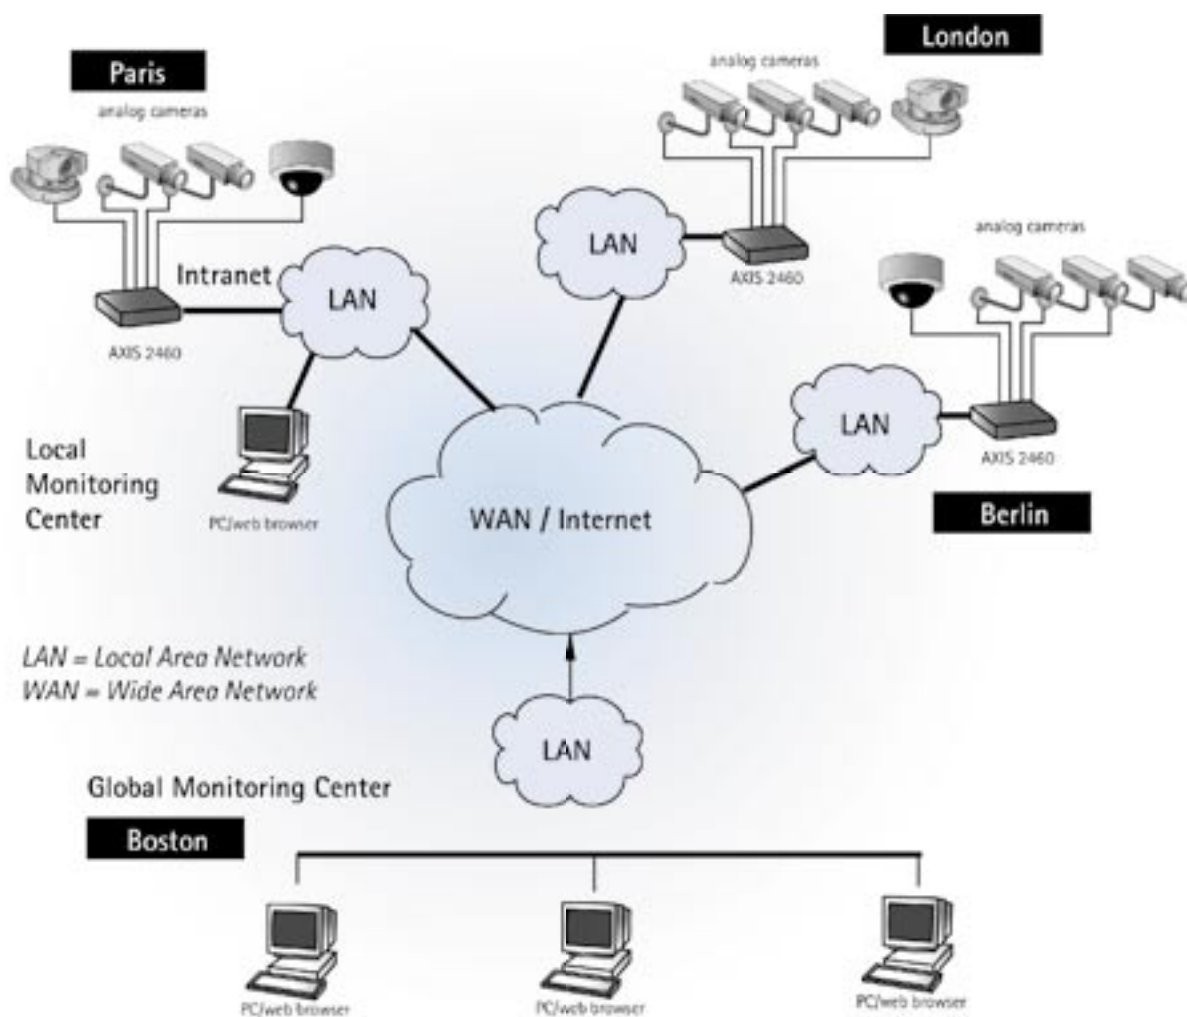 London
Paris
analog cameras
analog cameras
analog cameras
LAN
AXIS 2460
Intranet
LAN
AXIS 2460
LAN
AXIS 2460
Local
Monitoring
Center
PC/web browser
WAN / Internet
Berlin
LAN = Local Area Network
WAN = Wide Area Network
LAN
Global Monitoring Center
Boston
PC/web browser
PC/web browser
PC/web browser